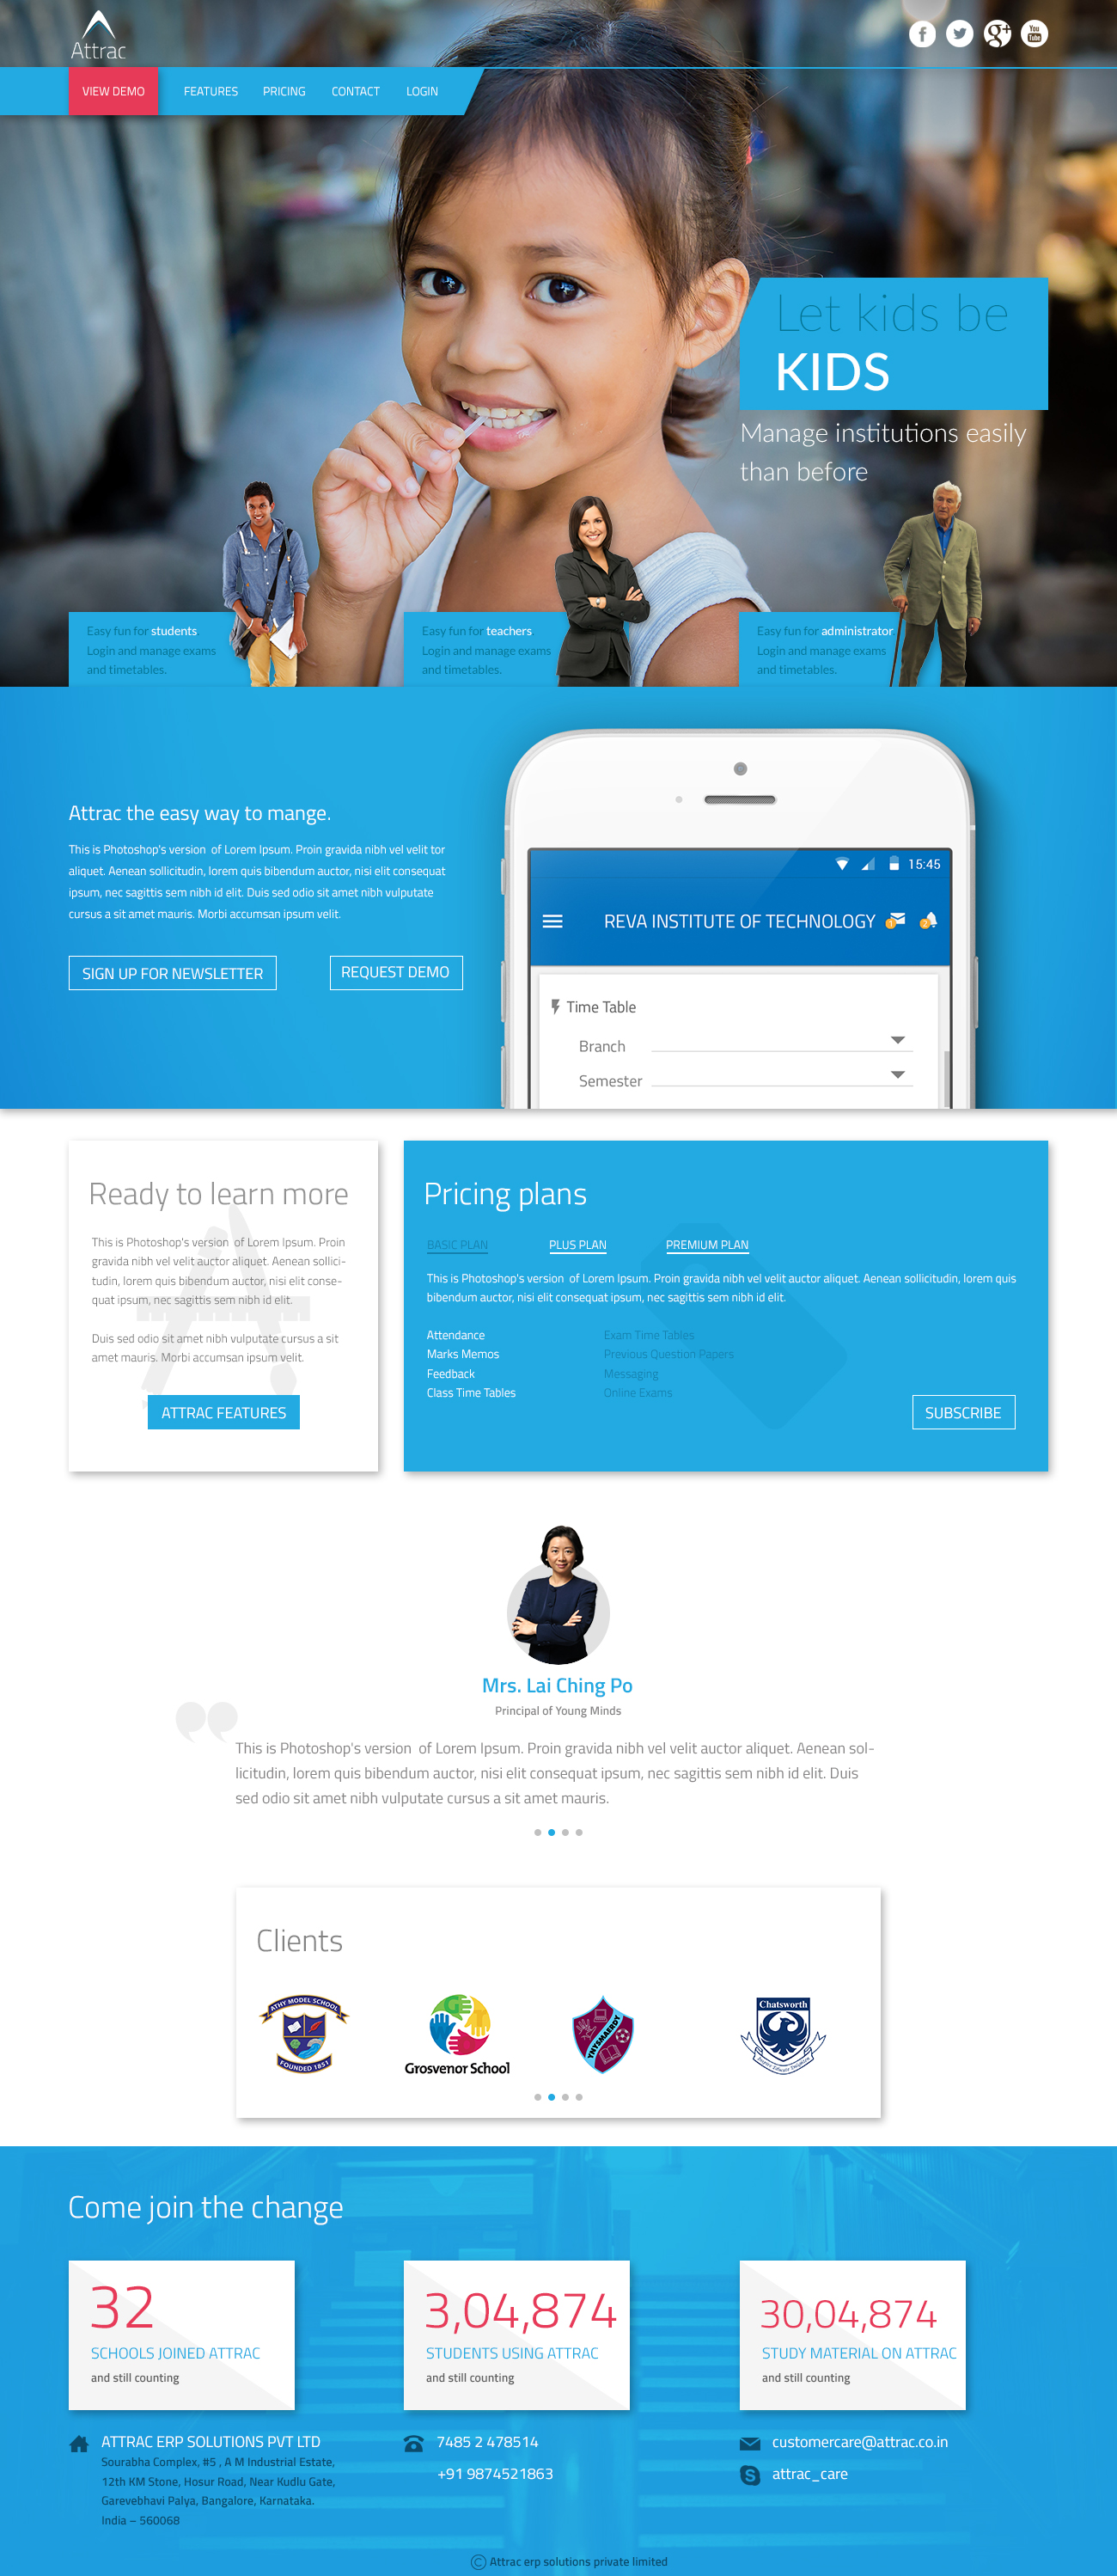 Attrac
VIEW DEMO
FEATURES
PRICING
CONTACT
LOGIN
You
Tube
Let kids be
KIDS
Manage institutions easily
than before
Easy fun for students.
Login and manage exams
and timetables.
Easy fun for teachers.
Login and manage exams
and timetables.
Easy fun for administrator
Login and manage exams
and timetables.
Attrac the easy way to mange.
This is Photoshop's version of Lorem Ipsum. Proin gravida nibh vel velit tor
aliquet. Aenean sollicitudin, lorem quis bibendum auctor, nisi elit consequat
ipsum, nec sagittis sem nibh id elit. Duis sed odio sit amet nibh vulputate
cursus a sit amet mauris. Morbi accumsan ipsum velit.
SIGN UP FOR NEWSLETTER
REQUEST DEMO
15:45
REVA INSTITUTE OF TECHNOLOGY
Time Table
Branch
Semester
Ready to learn more
This is Photoshop's version of Lorem Ipsum. Proin
gravida nibh vel velit auctor aliquet. Aenean sollici-
tudin, lorem quis bibendum auctor, nisi elit conse-
quat ipsum, nec sagittis sem nibh id elit.
Duis sed odio sit amet nibh vulputate cursus a sit
amet mauris. Morbi accumsan ipsum velit.
ATTRAC FEATURES
Pricing plans
BASIC PLAN
PLUS PLAN
PREMIUM PLAN
This is Photoshop's version of Lorem Ipsum. Proin gravida nibh vel velit auctor aliquet. Aenean sollicitudin, lorem quis
bibendum auctor, nisi elit consequat ipsum, nec sagittis sem nibh id elit.
Attendance
Marks Memos
Feedback
Class Time Tables
Exam Time Tables
Previous Question Papers
Messaging
Online Exams
SUBSCRIBE
Mrs. Lai Ching Po
Principal of Young Minds
This is Photoshop's version of Lorem Ipsum. Proin gravida nibh vel velit auctor aliquet. Aenean sol-
licitudin, lorem quis bibendum auctor, nisi elit consequat ipsum, nec sagittis sem nibh id elit. Duis
sed odio sit amet nibh vulputate cursus a sit amet mauris.
Clients
ATHY MODEL SCHOOL
FOUNDED 1851
Grosvenor School
Chatsworth
Come join the change
32
SCHOOLS JOINED ATTRAC
and still counting
3,04,874
STUDENTS USING ATTRAC
and still counting
30,04,874
STUDY MATERIAL ON ATTRAC
and still counting
ATTRAC ERP SOLUTIONS PVT LTD
Sourabha Complex, #5 , A M Industrial Estate,
12th KM Stone, Hosur Road, Near Kudlu Gate,
Garevebhavi Palya, Bangalore, Karnataka.
India – 560068
7485 2 478514
+91 9874521863
customercare@attrac.co.in
attrac_care
© Attrac erp solutions private limited